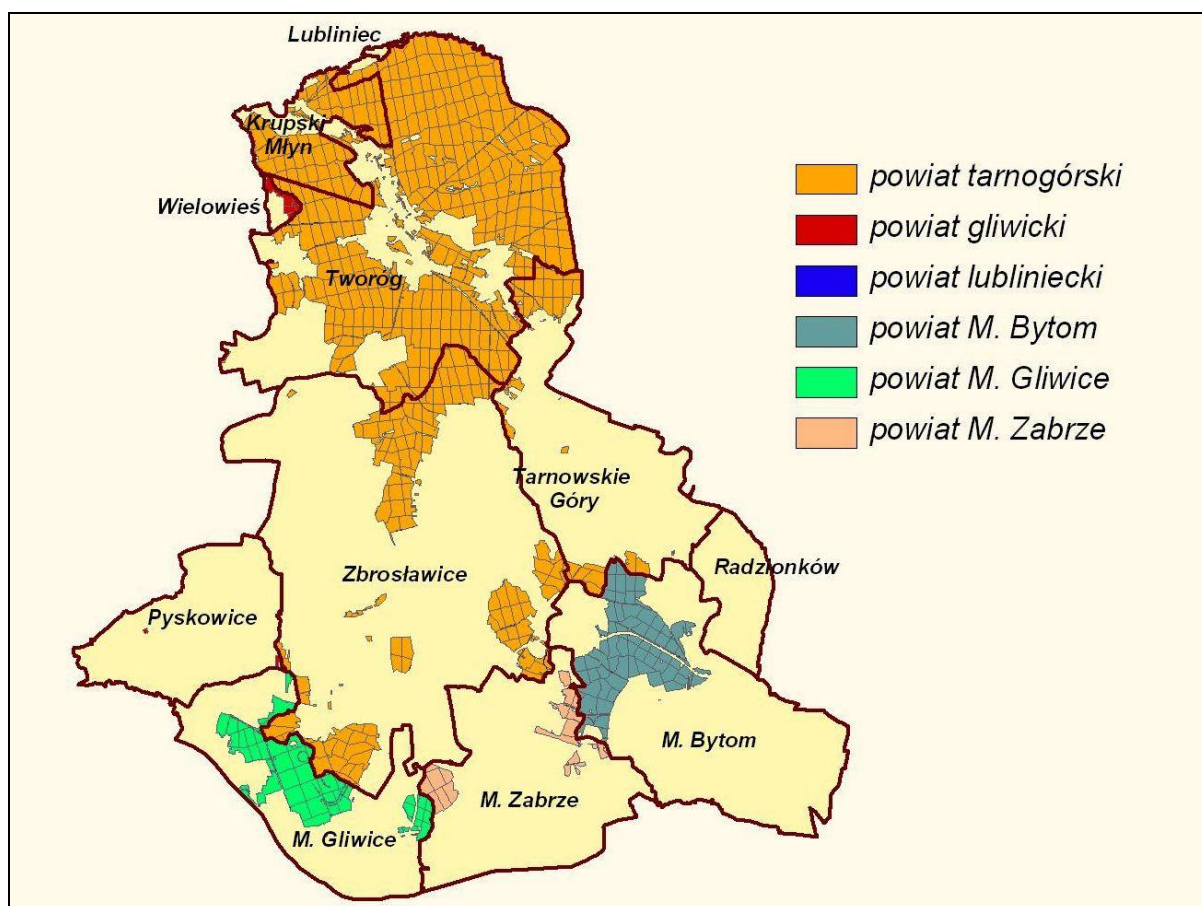 Lubliniec
Krupski
Młyn
Wielowieś
Tworóg
Tarnowskie
Góry
Radzionków
Zbrosławice
Pyskowice
M. Bytom
M. Zabrze
M. Gliwice
powiat tarnogórski
powiat gliwicki
powiat lubliniecki
powiat M. Bytom
powiat M. Gliwice
powiat M. Zabrze